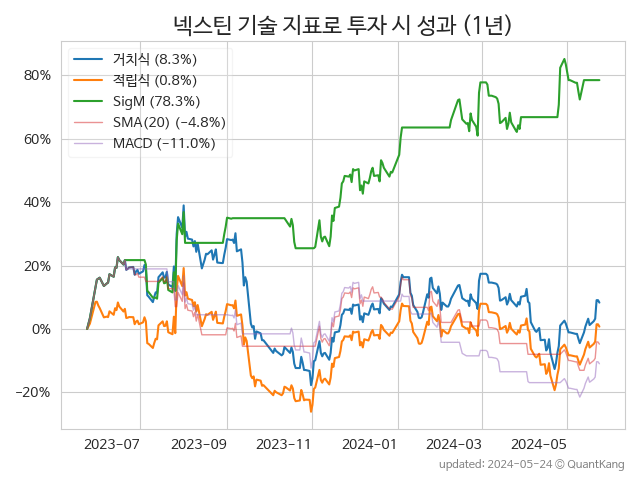 넥스틴 기술 지표로 투자 시 성과 (1년)
거치식 (8.3%)
적립식 (0.8%)
SigM (78.3%)
SMA(20) (−4.8%)
MACD (−11.0%)
80%
60%
40%
20%
0%
−20%
2023-07 2023-09 2023-11 2024-01 2024-03 2024-05
updated: 2024-05-24 © QuantKang